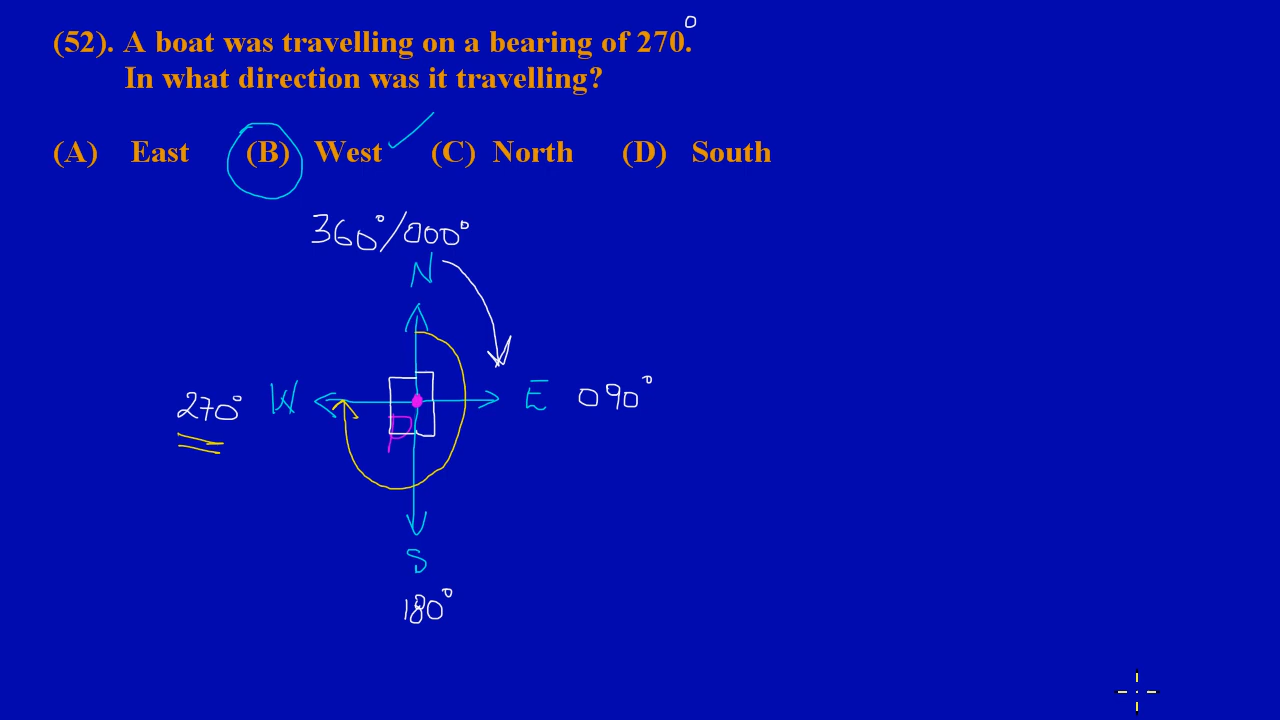 (52). A boat was travelling on a bearing of 270.°
In what direction was it travelling?
(A) East (B) West (C) North (D) South
360°/000°
N
270° W E 090°
P
S
180°